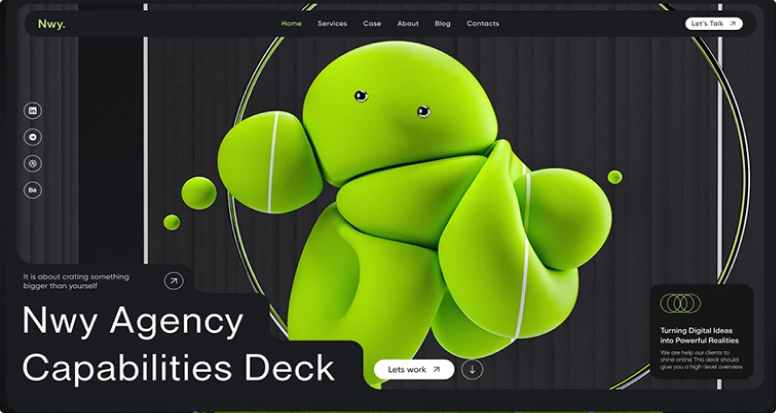 Nwy.
Home Services Case About Blog Contacts
Let's Talk
in
Bē
It is about crating something
bigger than yourself
Nwy Agency
Capabilities Deck
Lets work
Turning Digital Ideas
into Powerful Realities
We are help our clients to
shine online This deck should
give you a high-level overview